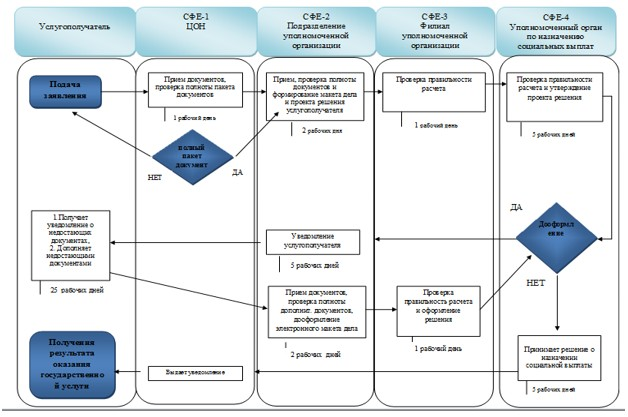 Услугополучатель
СФЕ-1
ЦОН
СФЕ-2
Подразделение
уполномоченной
организации
СФЕ-3
Филиал
уполномоченной
организации
СФЕ-4
Уполномоченный орган
по назначению
социальных выплат
Подача
заявления
Прием документов,
проверка полноты пакета
документов
1 рабочий день
Прием, проверка полноты
документов и
формирование макета дела
и проекта решения
услугополучателя
2 рабочих дня
Проверка правильности
расчета
1 рабочий день
Проверка правильности
расчета и утверждение
проекта решения
5 рабочих дней
полный
пакет
документ
НЕТ
ДА
1.Получает
уведомление о
недостающих
документах,
2. Дополняет
недостающими
документами
25 рабочих дней
Уведомление
услугополучателя
5 рабочих дней
ДА
Дооформл
ение
НЕТ
Прием документов,
проверка полноты
дополнит. документов,
дооформление
электронного макета дела
2 рабочих дней
Проверка
правильность расчета
и оформление
решения
1 рабочий день
Получения
результата
оказания
государственно
й услуги
Выдает уведомление
Принимает решение о
назначении
социальной выплаты
5 рабочих дней